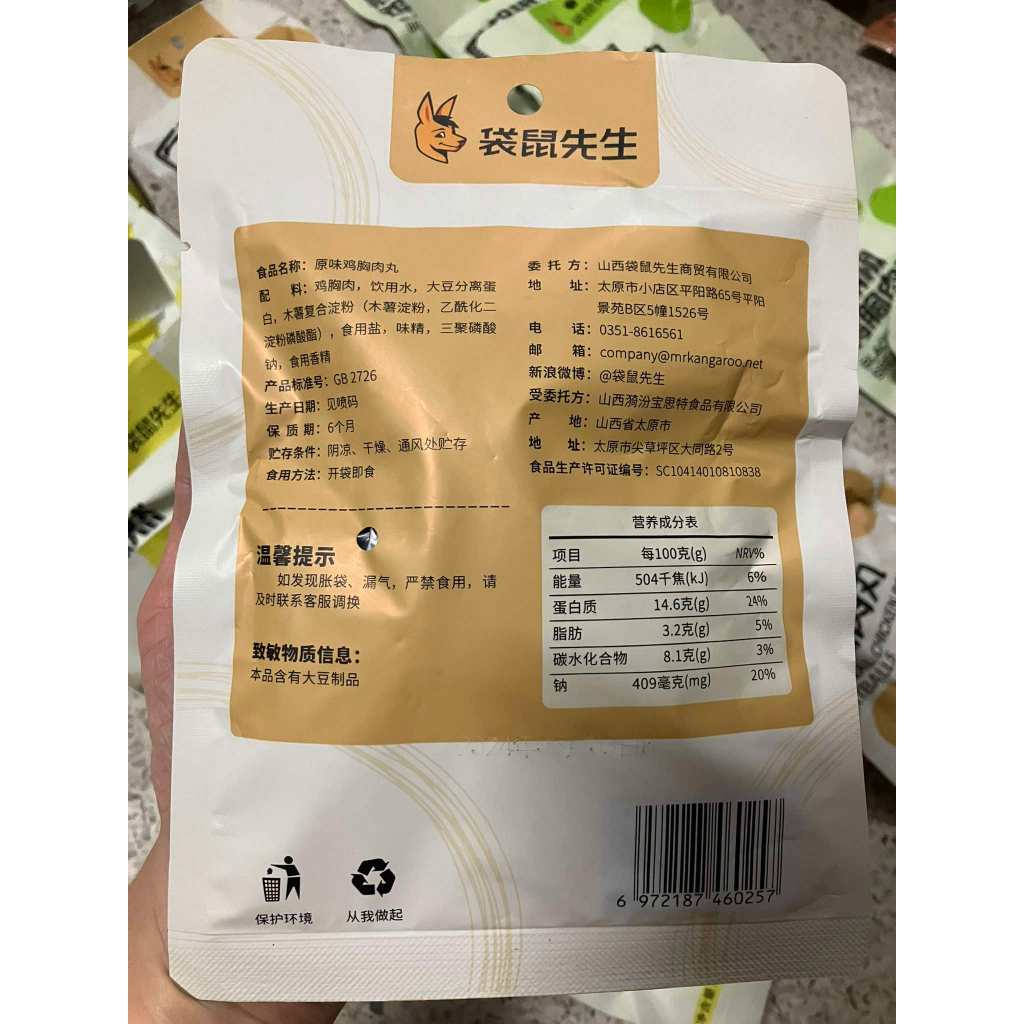 袋鼠先生
食品名称：原味鸡胸肉丸
配 料：鸡胸肉，饮用水，大豆分离蛋
白，木薯复合淀粉（木薯淀粉，乙酰化二
淀粉磷酸酯），食用盐，味精，三聚磷酸
钠，食用香精
产品标准号：GB 2726
生产日期：见喷码
保 质 期：6个月
贮存条件：阴凉、干燥、通风处贮存
食用方法：开袋即食
温馨提示
如发现胀袋、漏气，严禁食用，请
及时联系客服调换
致敏物质信息：
本品含有大豆制品
委 托 方：山西袋鼠先生商贸有限公司
地 址：太原市小店区平阳路65号平阳
景苑B区5幢1526号
电 话：0351-8616561
邮 箱：company@mrkangaroo.net
新浪微博：@袋鼠先生
受委托方：山西漪汾宝思特食品有限公司
产 地：山西省太原市
地 址：太原市尖草坪区大同路2号
食品生产许可证编号：SC10414010810838
营养成分表
项目 每100克(g) NRV%
能量 504千焦(kJ) 6%
蛋白质 14.6克(g) 24%
脂肪 3.2克(g) 5%
碳水化合物 8.1克(g) 3%
钠 409毫克(mg) 20%
保护环境 从我做起
6 972187 460257
袋鼠先生